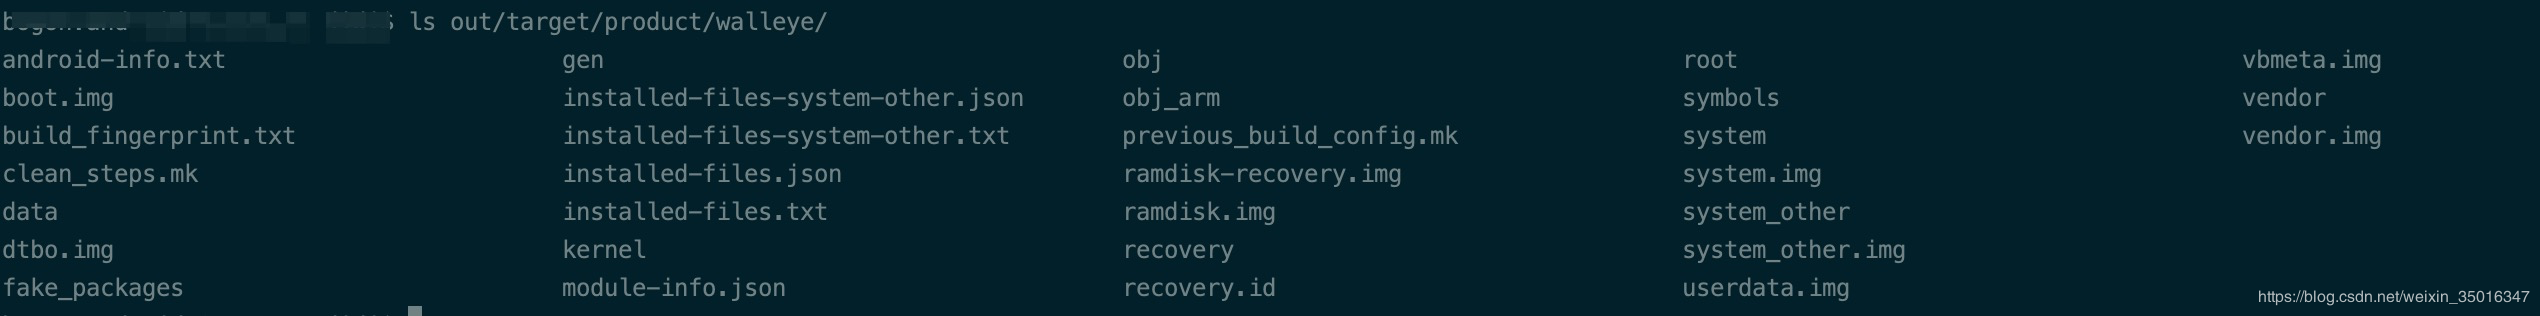 ls out/target/product/walleye/
android-info.txt gen obj root vbmeta.img
boot.img installed-files-system-other.json obj_arm symbols vendor
build_fingerprint.txt installed-files-system-other.txt previous_build_config.mk system vendor.img
clean_steps.mk installed-files.json ramdisk-recovery.img system.img
data installed-files.txt ramdisk.img system_other
dtbo.img kernel recovery system_other.img
fake_packages module-info.json recovery.id userdata.img
https://blog.csdn.net/weixin_35016347